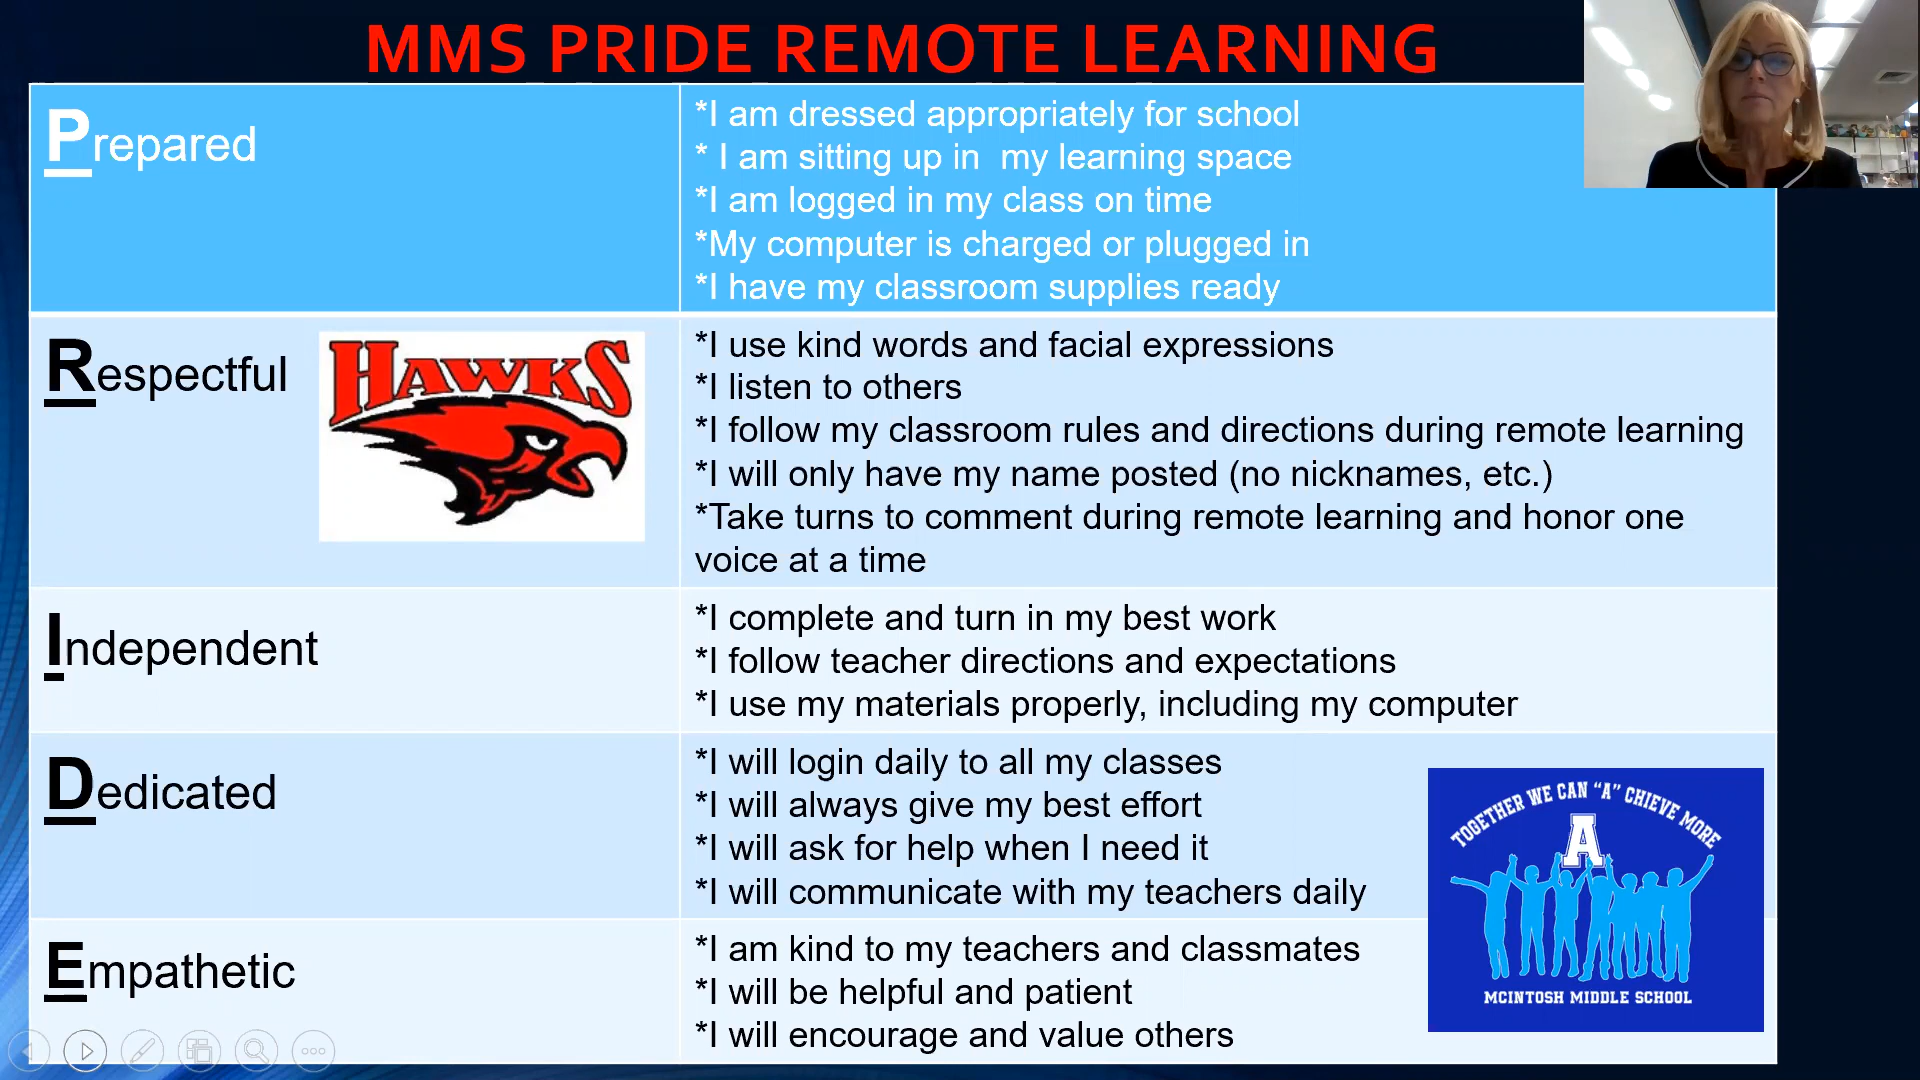 MMS PRIDE REMOTE LEARNING
Prepared
*I am dressed appropriately for school
* I am sitting up in  my learning space
*I am logged in my class on time
*My computer is charged or plugged in
*I have my classroom supplies ready
Respectful
HAWKS
*I use kind words and facial expressions
*I listen to others
*I follow my classroom rules and directions during remote learning
*I will only have my name posted (no nicknames, etc.)
*Take turns to comment during remote learning and honor one
voice at a time
Independent
*I complete and turn in my best work
*I follow teacher directions and expectations
*I use my materials properly, including my computer
Dedicated
*I will login daily to all my classes
*I will always give my best effort
*I will ask for help when I need it
*I will communicate with my teachers daily
Empathetic
*I am kind to my teachers and classmates
*I will be helpful and patient
*I will encourage and value others
TOGETHER WE CAN “A” CHIEVE MORE
A
MCINTOSH MIDDLE SCHOOL